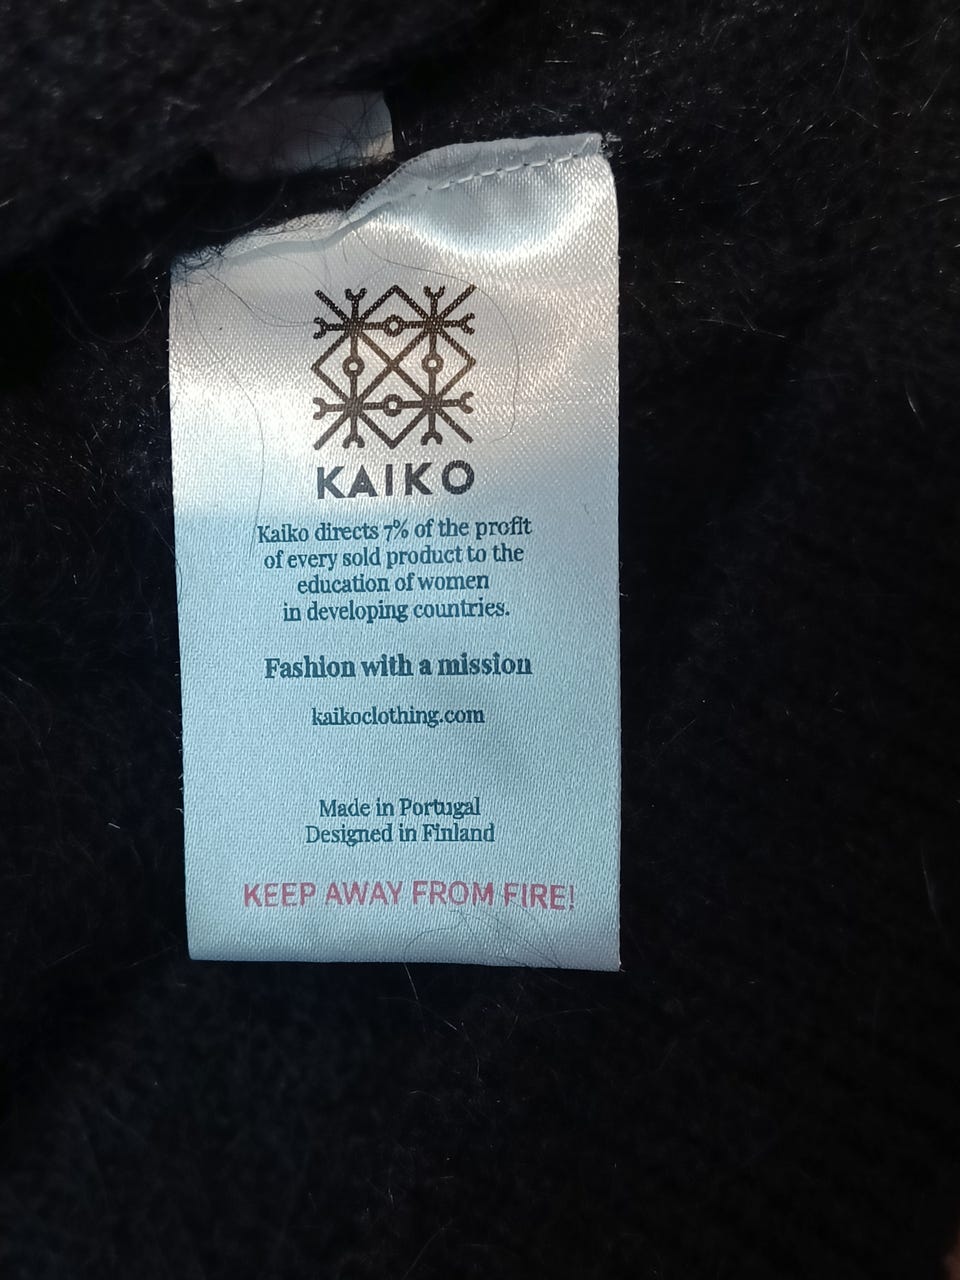 KAIKO
Kaiko directs 7% of the profit
of every sold product to the
education of women
in developing countries.
Fashion with a mission
kaikoclothing.com
Made in Portugal
Designed in Finland
KEEP AWAY FROM FIRE!